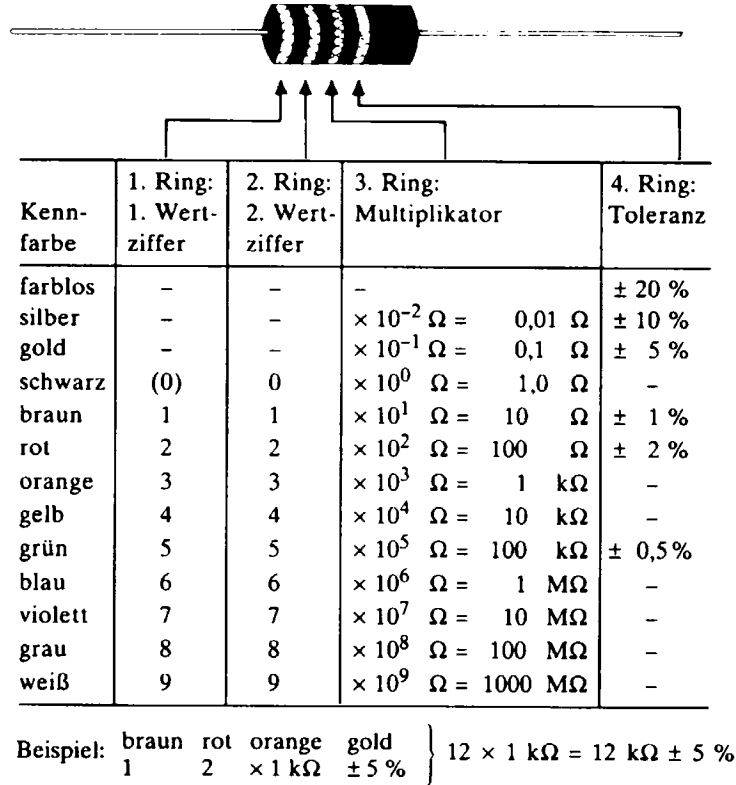 Kenn-
farbe
1. Ring:
1. Wert-
ziffer
2. Ring:
2. Wert-
ziffer
3. Ring:
Multiplikator
4. Ring:
Toleranz
farblos – – – ± 20 %
silber – – × 10⁻² Ω = 0,01 Ω ± 10 %
gold – – × 10⁻¹ Ω = 0,1 Ω ± 5 %
schwarz (0) 0 × 10⁰ Ω = 1,0 Ω –
braun 1 1 × 10¹ Ω = 10 Ω ± 1 %
rot 2 2 × 10² Ω = 100 Ω ± 2 %
orange 3 3 × 10³ Ω = 1 kΩ –
gelb 4 4 × 10⁴ Ω = 10 kΩ –
grün 5 5 × 10⁵ Ω = 100 kΩ ± 0,5 %
blau 6 6 × 10⁶ Ω = 1 MΩ –
violett 7 7 × 10⁷ Ω = 10 MΩ –
grau 8 8 × 10⁸ Ω = 100 MΩ –
weiß 9 9 × 10⁹ Ω = 1000 MΩ –
Beispiel: braun rot orange gold
1 2 × 1 kΩ ± 5 %
} 12 × 1 kΩ = 12 kΩ ± 5 %